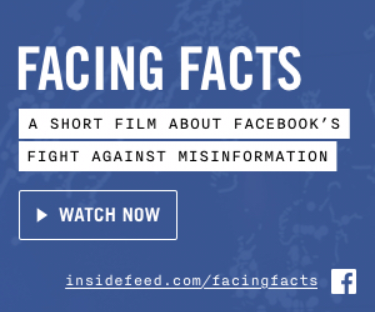 FACING FACTS
A SHORT FILM ABOUT FACEBOOK'S
FIGHT AGAINST MISINFORMATION
WATCH NOW
insidefeed.com/facingfacts